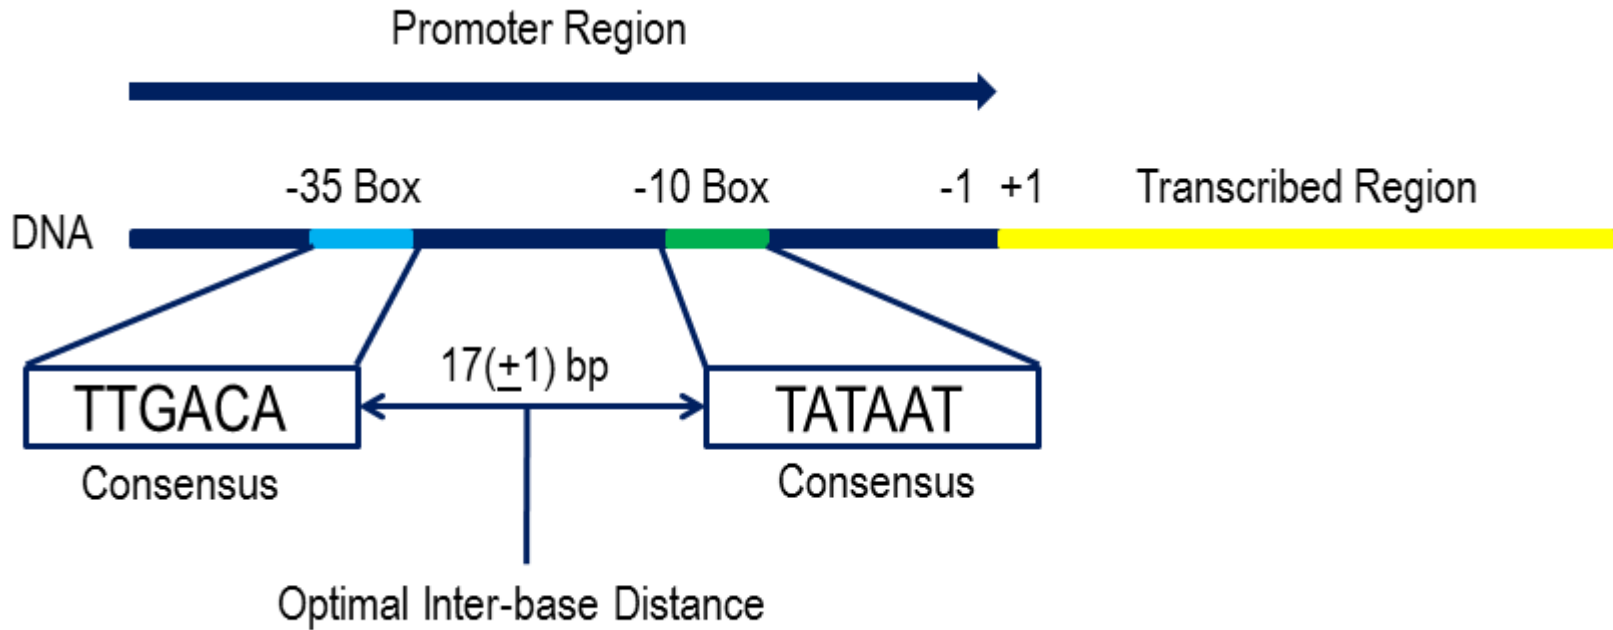 Promoter Region
-35 Box -10 Box -1 +1 Transcribed Region
DNA
17(±1) bp
TTGACA TATAAT
Consensus Consensus
Optimal Inter-base Distance